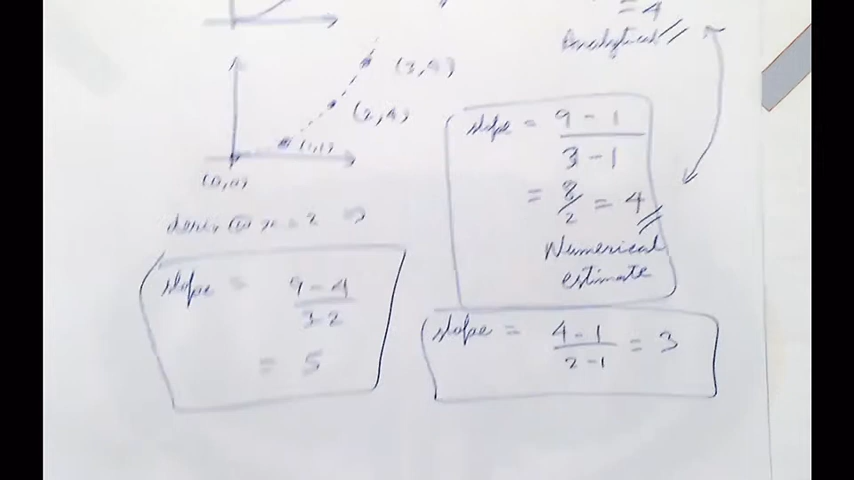 = 4
Analytical //
(3,9)
(2,4)
(1,1)
(0,0)
deriv @ x = 2 ⇒
slope = 9 - 1 / 3 - 1
= 8 / 2 = 4 //
Numerical
estimate
slope = 9 - 4 / 3 - 2
= 5
slope = 4 - 1 / 2 - 1 = 3